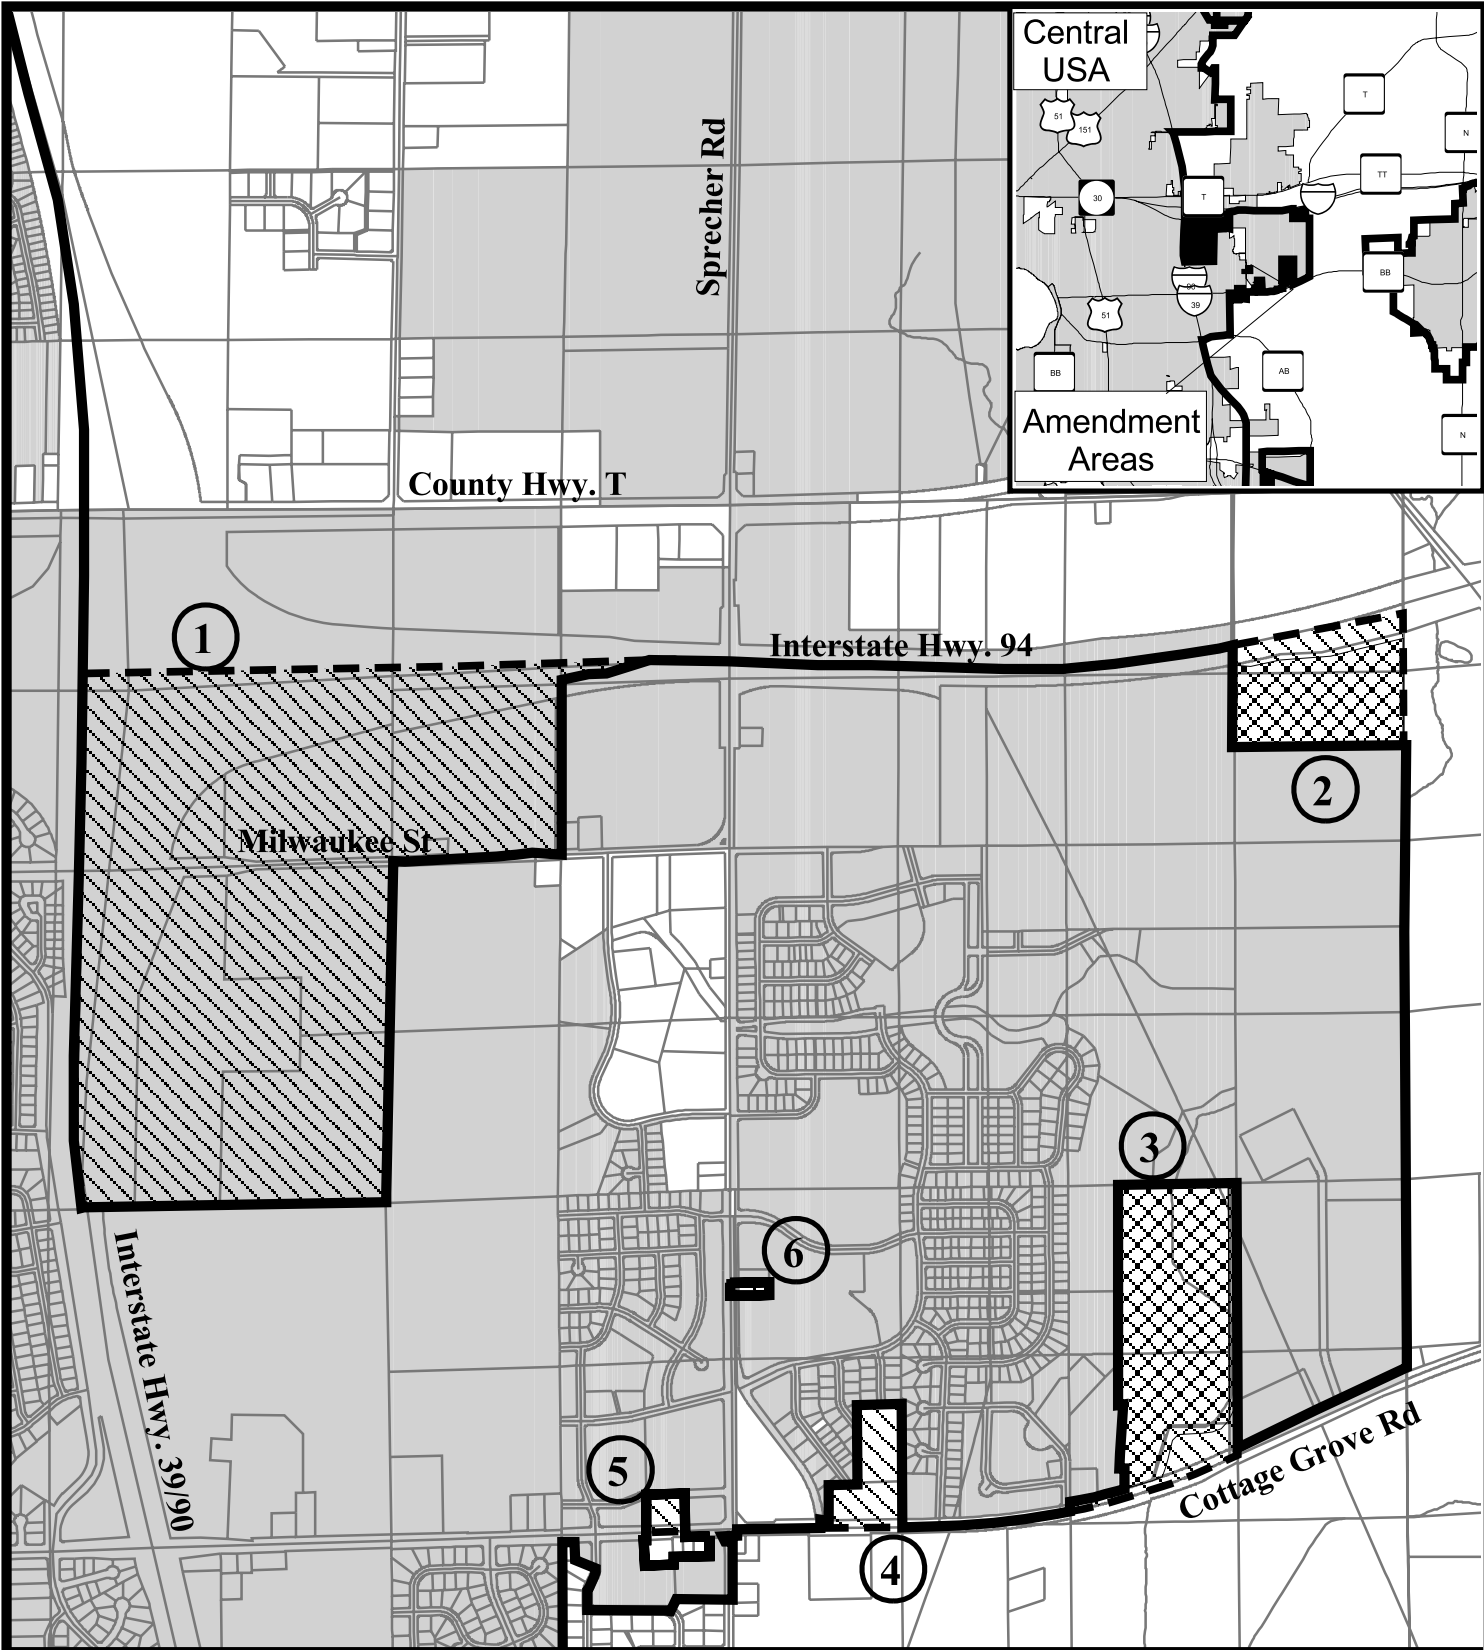 Central
USA
T
51
151
N
TT
30
T
BB
90
39
51
BB
AB
N
Amendment
Areas
Sprecher Rd
County Hwy. T
1
Interstate Hwy. 94
2
Milwaukee St
3
6
Interstate Hwy. 39/90
Cottage Grove Rd
5
4